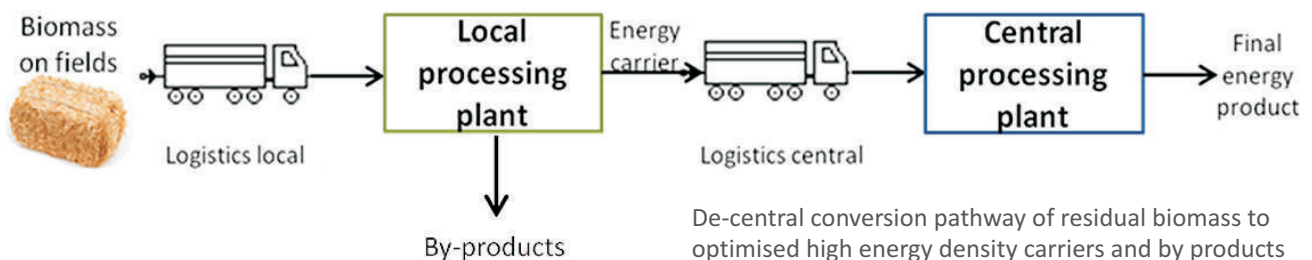 Biomass
on fields
Logistics local
Local
processing
plant
By-products
Energy
carrier
Logistics central
Central
processing
plant
Final
energy
product
De-central conversion pathway of residual biomass to
optimised high energy density carriers and by products